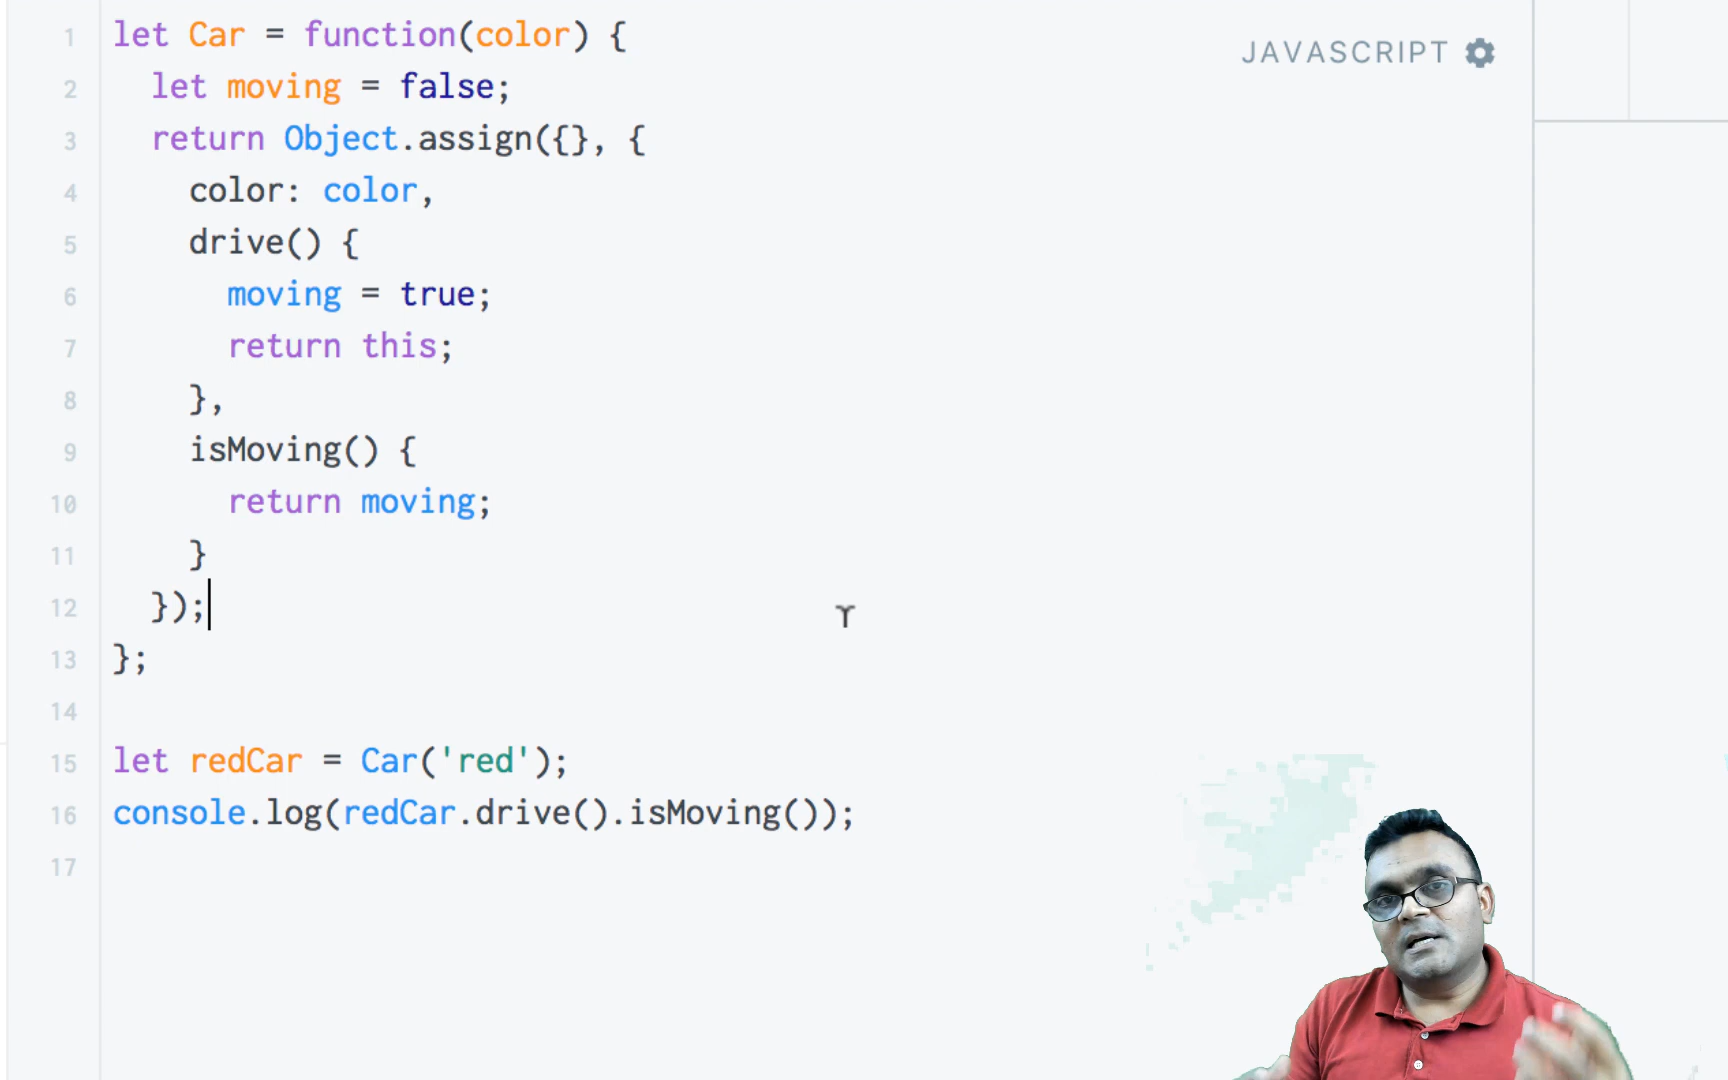 1 let Car = function(color) {
JAVASCRIPT
2   let moving = false;
3   return Object.assign({}, {
4     color: color,
5     drive() {
6       moving = true;
7       return this;
8     },
9     isMoving() {
10       return moving;
11     }
12   });
13 };
14
15 let redCar = Car('red');
16 console.log(redCar.drive().isMoving());
17